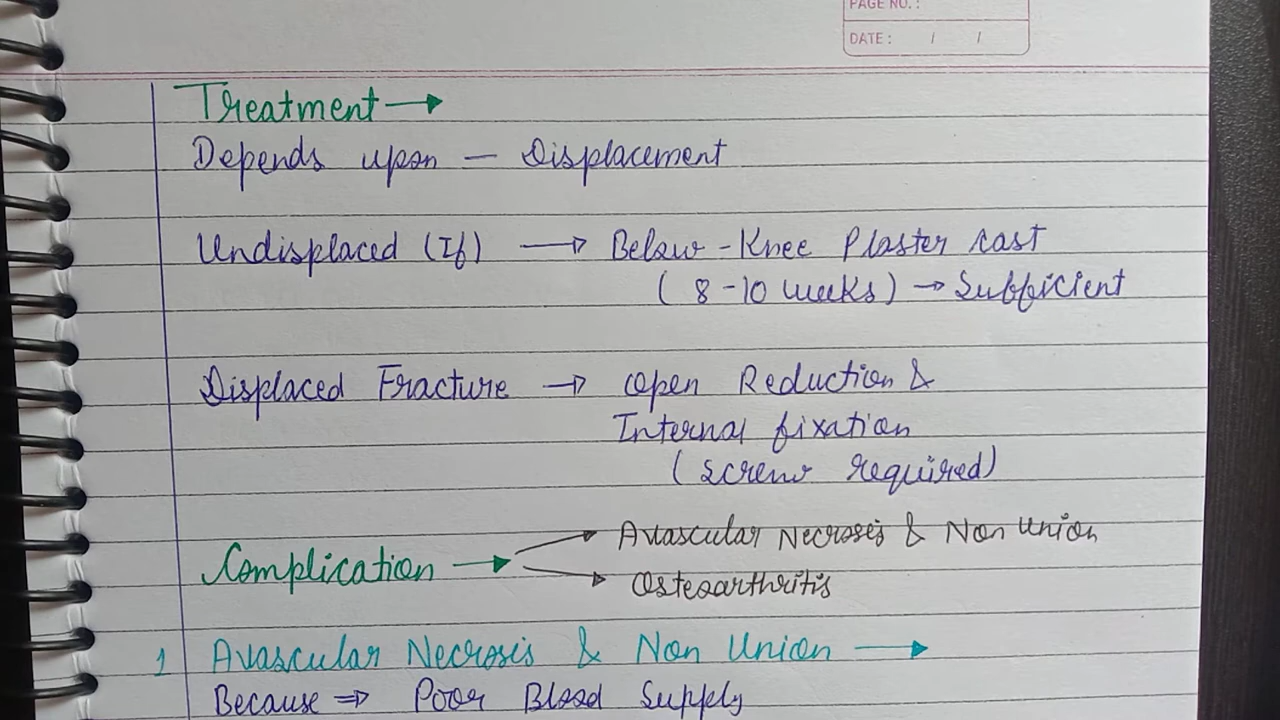 PAGE NO. :
DATE : / /
Treatment →
Depends upon — Displacement
Undisplaced (If) → Below-Knee Plaster cast
(8-10 weeks) → Sufficient
Displaced Fracture → Open Reduction &
Internal fixation
(screw required)
Complication → Avascular Necrosis & Non Union
→ Osteoarthritis
1 Avascular Necrosis & Non Union →
Because ⇒ Poor Blood Supply